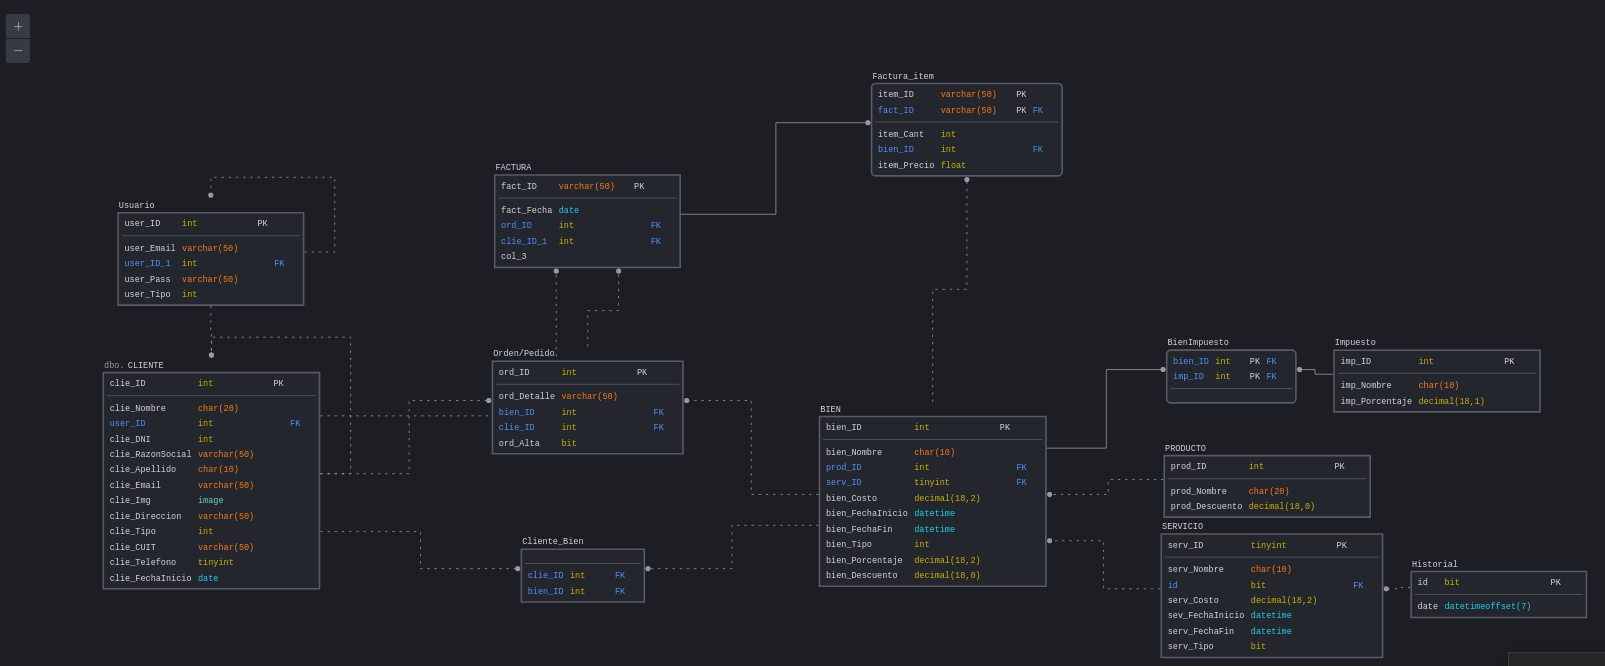 +
−
Factura_item
item_ID varchar(50) PK
fact_ID varchar(50) PK FK
item_Cant int
bien_ID int FK
item_Precio float
FACTURA
fact_ID varchar(50) PK
fact_Fecha date
ord_ID int FK
clie_ID_1 int FK
col_3
Usuario
user_ID int PK
user_Email varchar(50)
user_ID_1 int FK
user_Pass varchar(50)
user_Tipo int
dbo. CLIENTE
clie_ID int PK
clie_Nombre char(20)
user_ID int FK
clie_DNI int
clie_RazonSocial varchar(50)
clie_Apellido char(10)
clie_Email varchar(50)
clie_Img image
clie_Direccion varchar(50)
clie_Tipo int
clie_CUIT varchar(50)
clie_Telefono tinyint
clie_FechaInicio date
Orden/Pedido
ord_ID int PK
ord_Detalle varchar(50)
bien_ID int FK
clie_ID int FK
ord_Alta bit
Cliente_Bien
clie_ID int FK
bien_ID int FK
BIEN
bien_ID int PK
bien_Nombre char(10)
prod_ID int FK
serv_ID tinyint FK
bien_Costo decimal(18,2)
bien_FechaInicio datetime
bien_FechaFin datetime
bien_Tipo int
bien_Porcentaje decimal(18,2)
bien_Descuento decimal(18,0)
BienImpuesto
bien_ID int PK FK
imp_ID int PK FK
Impuesto
imp_ID int PK
imp_Nombre char(10)
imp_Porcentaje decimal(18,1)
PRODUCTO
prod_ID int PK
prod_Nombre char(20)
prod_Descuento decimal(18,0)
SERVICIO
serv_ID tinyint PK
serv_Nombre char(10)
id bit FK
serv_Costo decimal(18,2)
sev_FechaInicio datetime
serv_FechaFin datetime
serv_Tipo bit
Historial
id bit PK
date datetimeoffset(7)